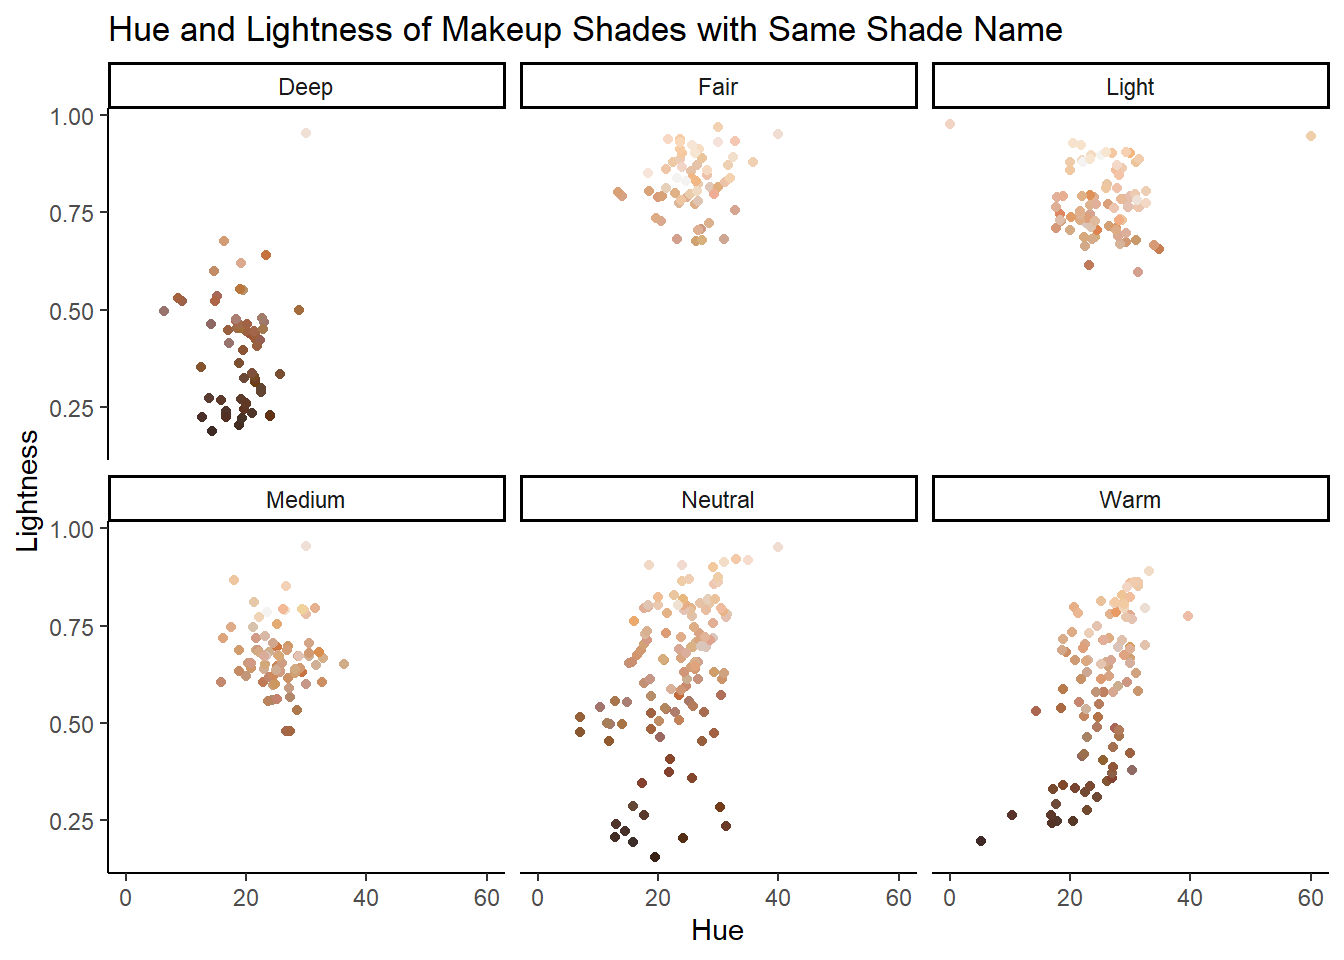 Hue and Lightness of Makeup Shades with Same Shade Name
Deep
Fair
Light
1.00
0.75
0.50
0.25
Lightness
Medium
Neutral
Warm
1.00
0.75
0.50
0.25
0 20 40 60
0 20 40 60
0 20 40 60
Hue